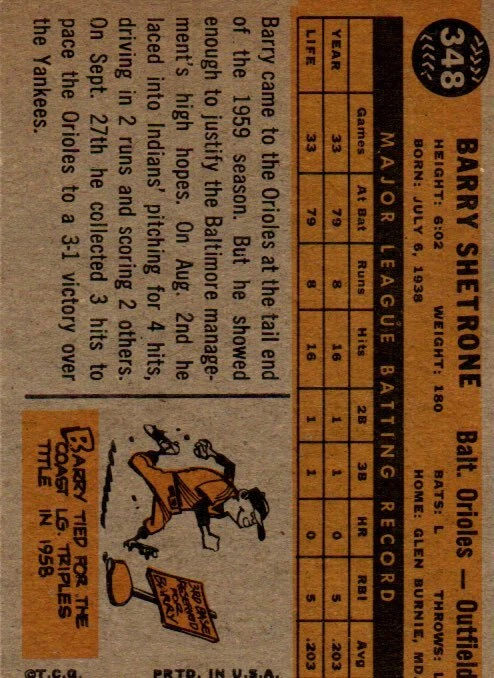 348
BARRY SHETRONE Balt. Orioles — Outfield
HEIGHT: 6:02 WEIGHT: 180 BATS: L THROWS: L
BORN: JULY 6, 1938 HOME: GLEN BURNIE, MD.
MAJOR LEAGUE BATTING RECORD
Games At Bat Runs Hits 2B 3B HR RBI Avg
YEAR 33 79 8 16 1 1 0 5 .203
LIFE 33 79 8 16 1 1 0 5 .203
Barry came to the Orioles at the tail end
of the 1959 season. But he showed
enough to justify the Baltimore manage-
ment's high hopes. On Aug. 2nd he
laced into Indians' pitching for 4 hits,
driving in 2 runs and scoring 2 others.
On Sept. 27th he collected 3 hits to
pace the Orioles to a 3-1 victory over
the Yankees.
3RD BASE
RESERVED
FOR
BARRY
BARRY TIED FOR THE
COAST LG. TRIPLES
TITLE IN 1958
©T.C.G. PRTD. IN U.S.A.